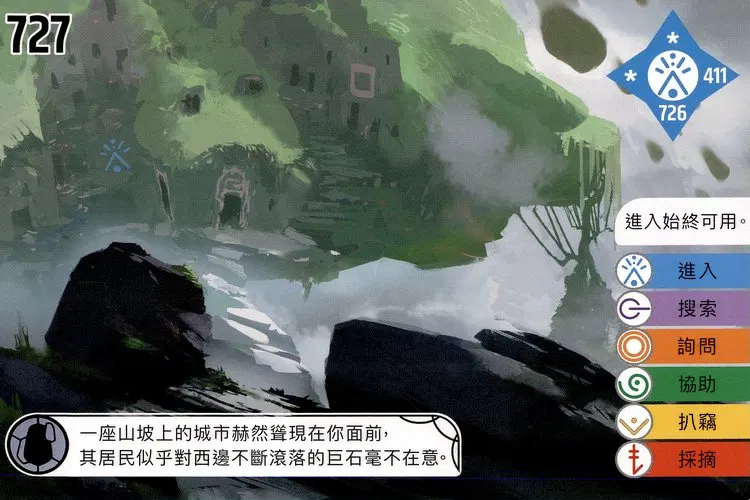 727
*
* 411
726
進入始終可用。
進入
搜索
詢問
協助
扒竊
採摘
一座山坡上的城市赫然聳現在你面前，
其居民似乎對西邊不斷滾落的巨石毫不在意。